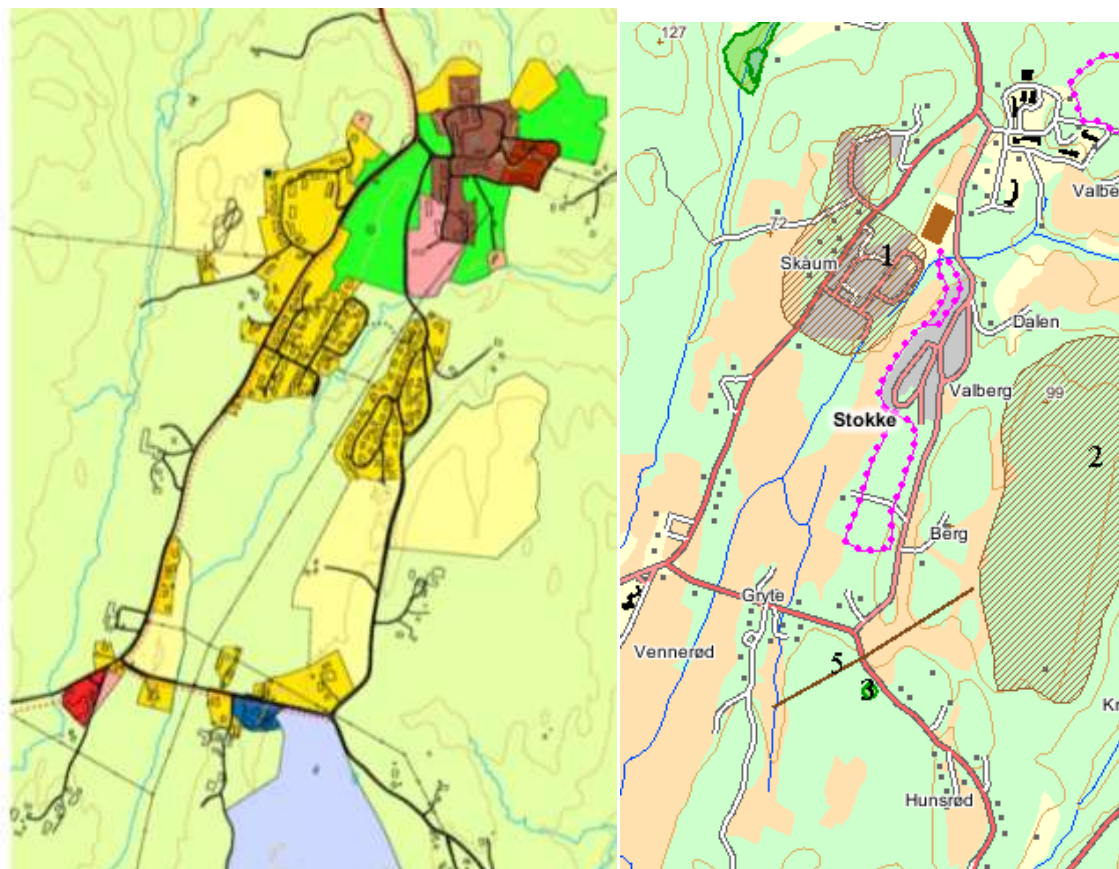 127
Valbe
72
Skaum
1
Dalen
Valberg
99
Stokke
2
Berg
Gryte
Vennerød
5
3
Kr
Hunsrød